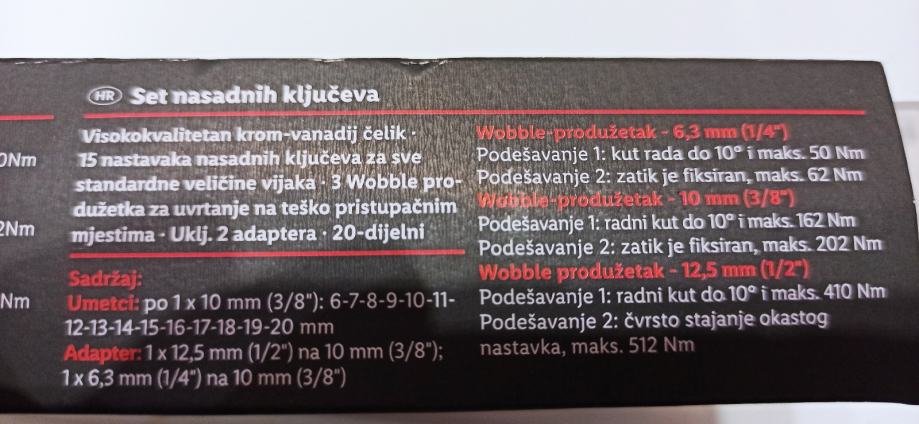 0Nm
2Nm
Nm
HR Set nasadnih ključeva
Visokokvalitetan krom-vanadij čelik ·
15 nastavaka nasadnih ključeva za sve
standardne veličine vijaka · 3 Wobble pro-
dužetka za uvrtanje na teško pristupačnim
mjestima · Uklj. 2 adaptera · 20-dijelni
Sadržaj:
Umetci: po 1 x 10 mm (3/8"): 6-7-8-9-10-11-
12-13-14-15-16-17-18-19-20 mm
Adapter: 1 x 12,5 mm (1/2") na 10 mm (3/8");
1 x 6,3 mm (1/4") na 10 mm (3/8")
Wobble-produžetak - 6,3 mm (1/4")
Podešavanje 1: kut rada do 10° i maks. 50 Nm
Podešavanje 2: zatik je fiksiran, maks. 62 Nm
Wobble-produžetak - 10 mm (3/8")
Podešavanje 1: radni kut do 10° i maks. 162 Nm
Podešavanje 2: zatik je fiksiran, maks. 202 Nm
Wobble produžetak - 12,5 mm (1/2")
Podešavanje 1: radni kut do 10° i maks. 410 Nm
Podešavanje 2: čvrsto stajanje okastog
nastavka, maks. 512 Nm